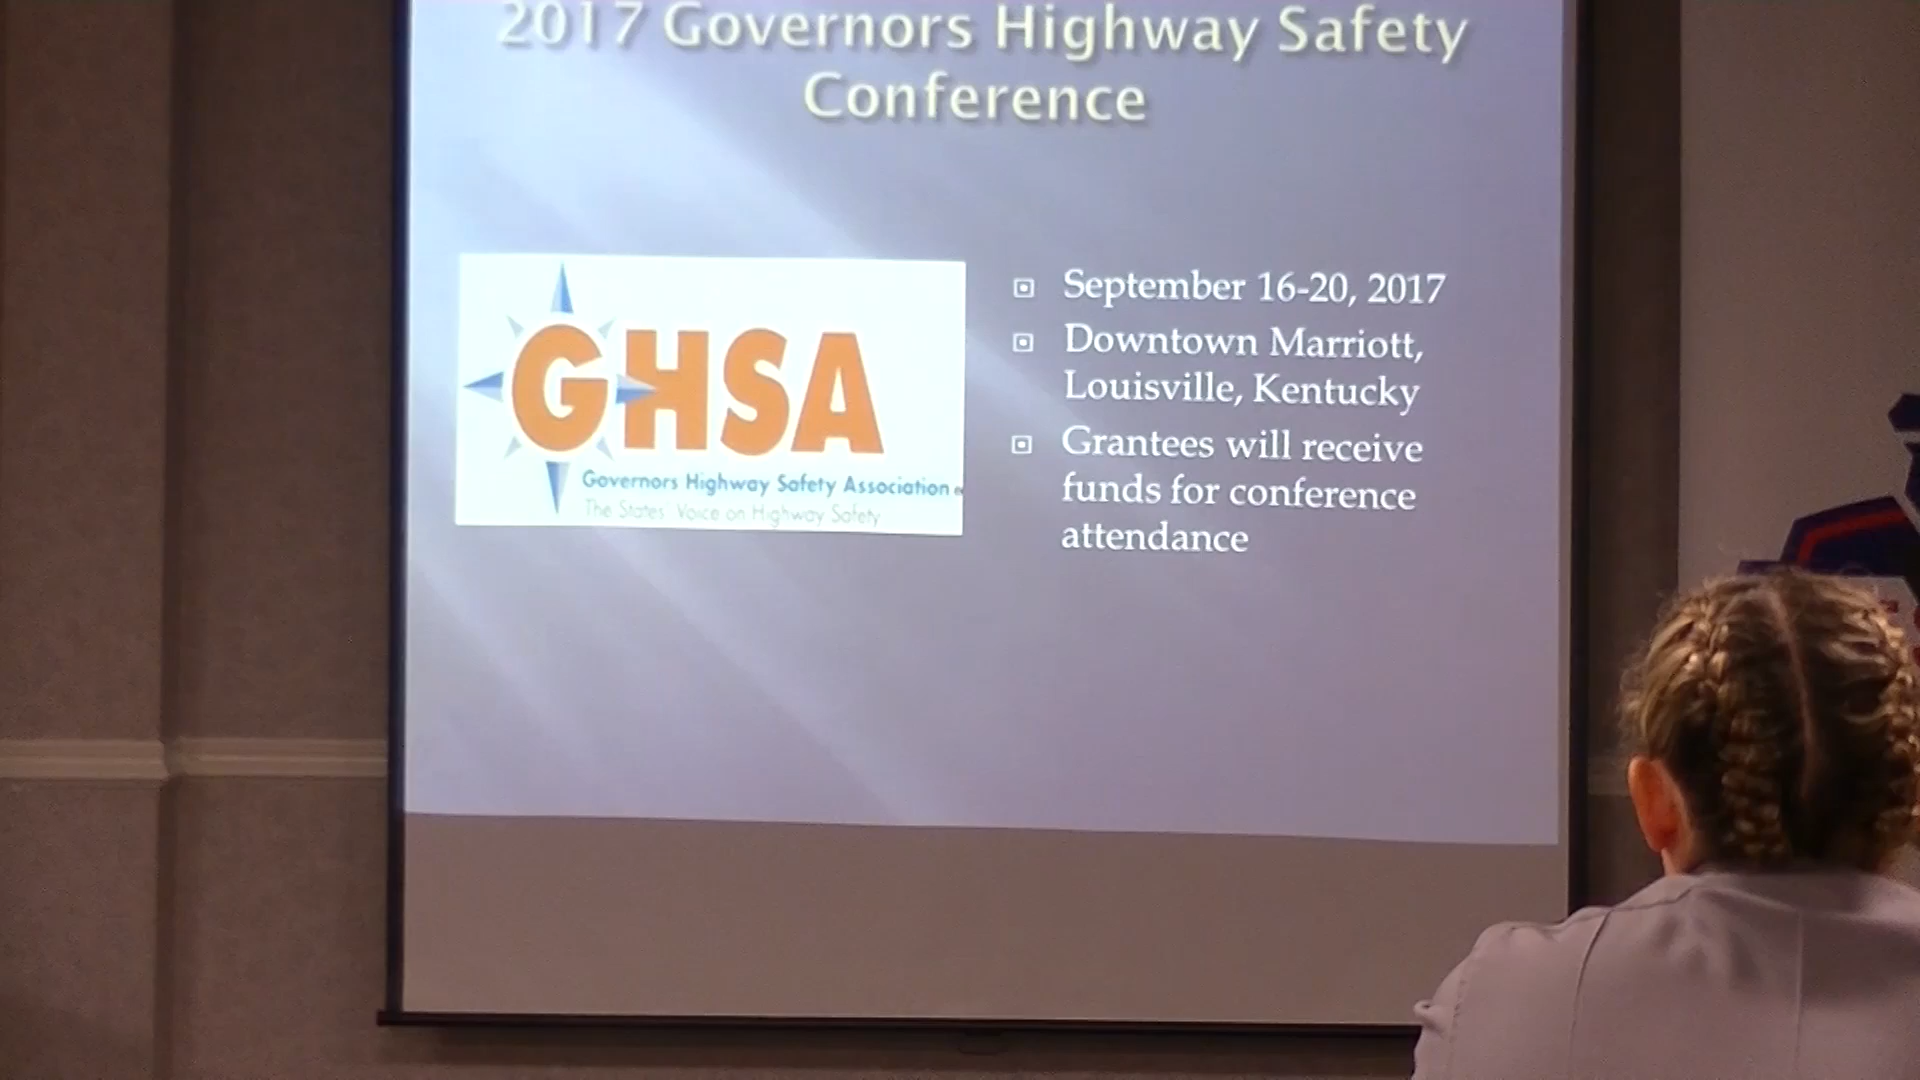 2017 Governors Highway Safety
Conference
GHSA
Governors Highway Safety Association
The States' Voice on Highway Safety
September 16-20, 2017
Downtown Marriott,
Louisville, Kentucky
Grantees will receive
funds for conference
attendance